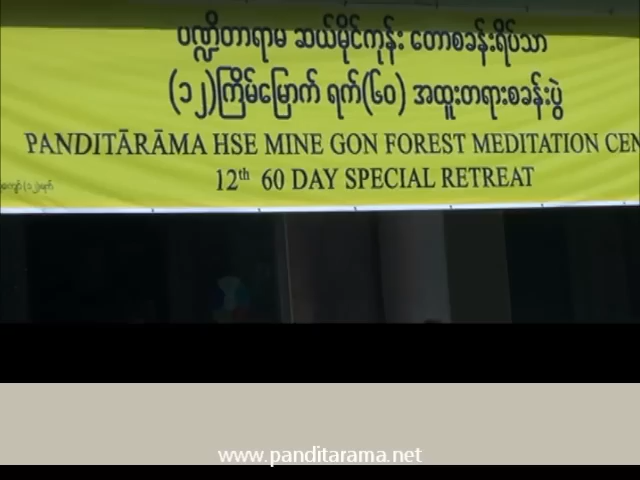 ပဏ္ဍိတာရာမ ဆယ်မိုင်ကုန်း တောစခန်းရိပ်သာ
(၁၂)ကြိမ်မြောက် ရက်(၆၀) အထူးတရားစခန်းပွဲ
PANDITĀRĀMA HSE MINE GON FOREST MEDITATION CEN
12th 60 DAY SPECIAL RETREAT
www.panditarama.net